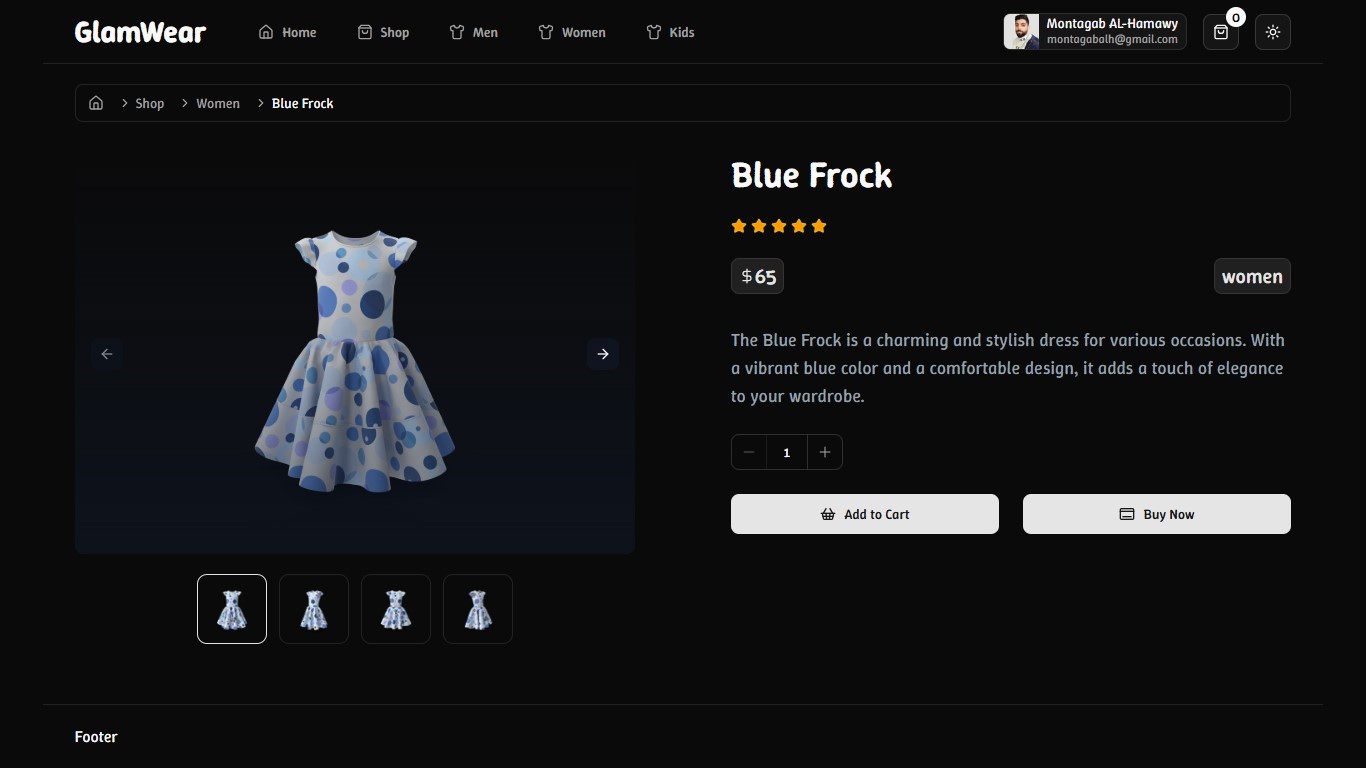 GlamWear
Home
Shop
Men
Women
Kids
Montagab AL-Hamawy
montagabalh@gmail.com
0
Shop
Women
Blue Frock
Blue Frock
$65
women
The Blue Frock is a charming and stylish dress for various occasions. With
a vibrant blue color and a comfortable design, it adds a touch of elegance
to your wardrobe.
1
Add to Cart
Buy Now
Footer